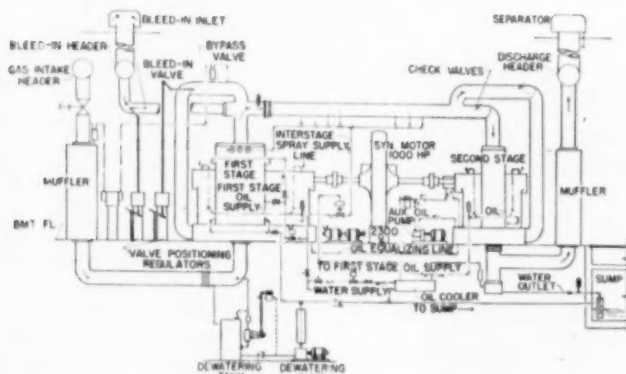 BLEED-IN INLET
BLEED-IN HEADER
BLEED-IN
VALVE
GAS INTAKE
HEADER
BYPASS
VALVE
SEPARATOR
DISCHARGE
HEADER
CHECK VALVES
INTERSTAGE
SPRAY SUPPLY
LINE
SYN. MOTOR
1000 HP
FIRST
STAGE
FIRST STAGE
OIL
SUPPLY
SECOND STAGE
MUFFLER
MUFFLER
OIL
AUX. OIL
PUMP
BMT. FL.
2300
OIL EQUALIZING LINE
VALVE POSITIONING
REGULATORS
TO FIRST STAGE OIL SUPPLY
WATER SUPPLY
OIL COOLER
TO SUMP
WATER
OUTLET
SUMP
DEWATERING
DEWATERING